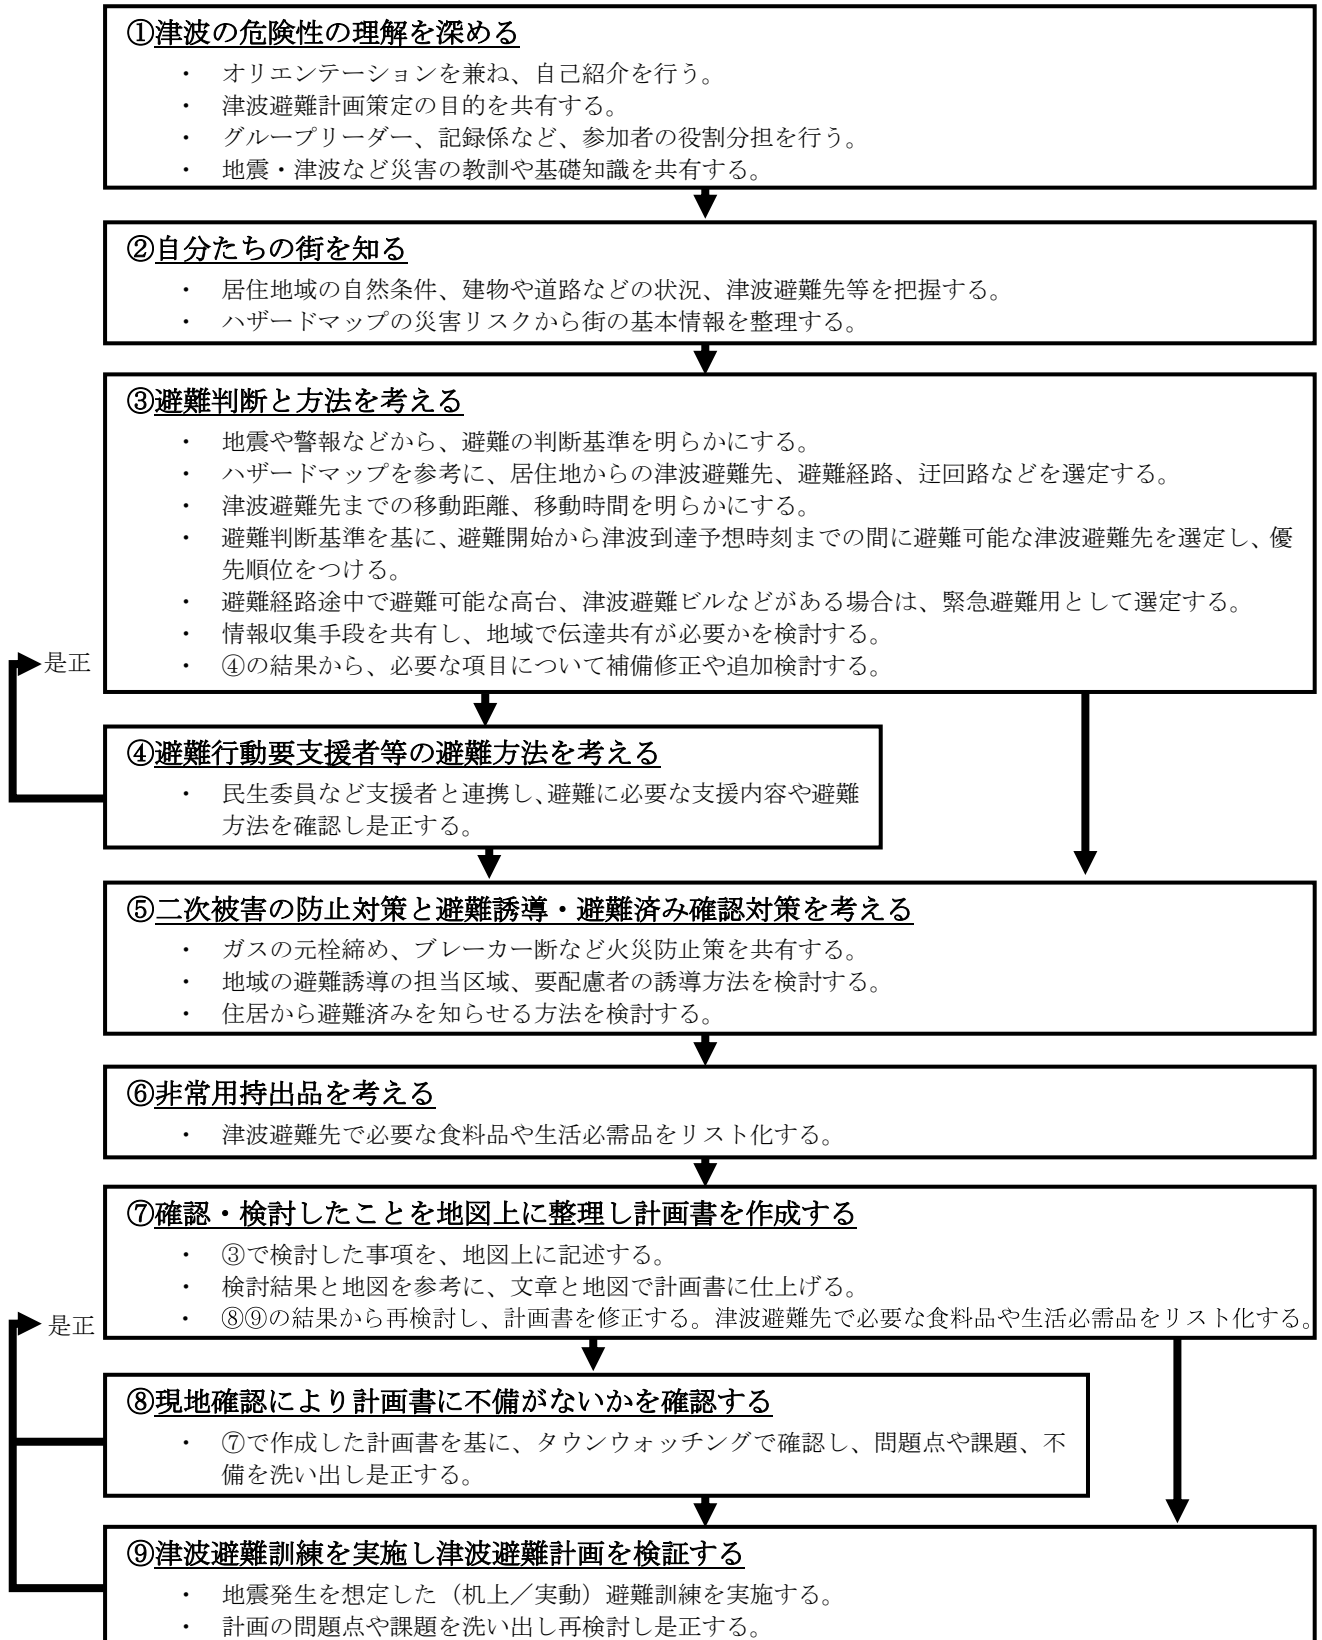 ①津波の危険性の理解を深める
・ オリエンテーションを兼ね、自己紹介を行う。
・ 津波避難計画策定の目的を共有する。
・ グループリーダー、記録係など、参加者の役割分担を行う。
・ 地震・津波など災害の教訓や基礎知識を共有する。
②自分たちの街を知る
・ 居住地域の自然条件、建物や道路などの状況、津波避難先等を把握する。
・ ハザードマップの災害リスクから街の基本情報を整理する。
③避難判断と方法を考える
・ 地震や警報などから、避難の判断基準を明らかにする。
・ ハザードマップを参考に、居住地からの津波避難先、避難経路、迂回路などを選定する。
・ 津波避難先までの移動距離、移動時間を明らかにする。
・ 避難判断基準を基に、避難開始から津波到達予想時刻までの間に避難可能な津波避難先を選定し、優
先順位をつける。
・ 避難経路途中で避難可能な高台、津波避難ビルなどがある場合は、緊急避難用として選定する。
・ 情報収集手段を共有し、地域で伝達共有が必要かを検討する。
是正
・ ④の結果から、必要な項目について補備修正や追加検討する。
④避難行動要支援者等の避難方法を考える
・ 民生委員など支援者と連携し、避難に必要な支援内容や避難
方法を確認し是正する。
⑤二次被害の防止対策と避難誘導・避難済み確認対策を考える
・ ガスの元栓締め、ブレーカー断など火災防止策を共有する。
・ 地域の避難誘導の担当区域、要配慮者の誘導方法を検討する。
・ 住居から避難済みを知らせる方法を検討する。
⑥非常用持出品を考える
・ 津波避難先で必要な食料品や生活必需品をリスト化する。
⑦確認・検討したことを地図上に整理し計画書を作成する
・ ③で検討した事項を、地図上に記述する。
・ 検討結果と地図を参考に、文章と地図で計画書に仕上げる。
・ ⑧⑨の結果から再検討し、計画書を修正する。津波避難先で必要な食料品や生活必需品をリスト化する。
是正
⑧現地確認により計画書に不備がないかを確認する
・ ⑦で作成した計画書を基に、タウンウォッチングで確認し、問題点や課題、不
備を洗い出し是正する。
⑨津波避難訓練を実施し津波避難計画を検証する
・ 地震発生を想定した（机上／実動）避難訓練を実施する。
・ 計画の問題点や課題を洗い出し再検討し是正する。